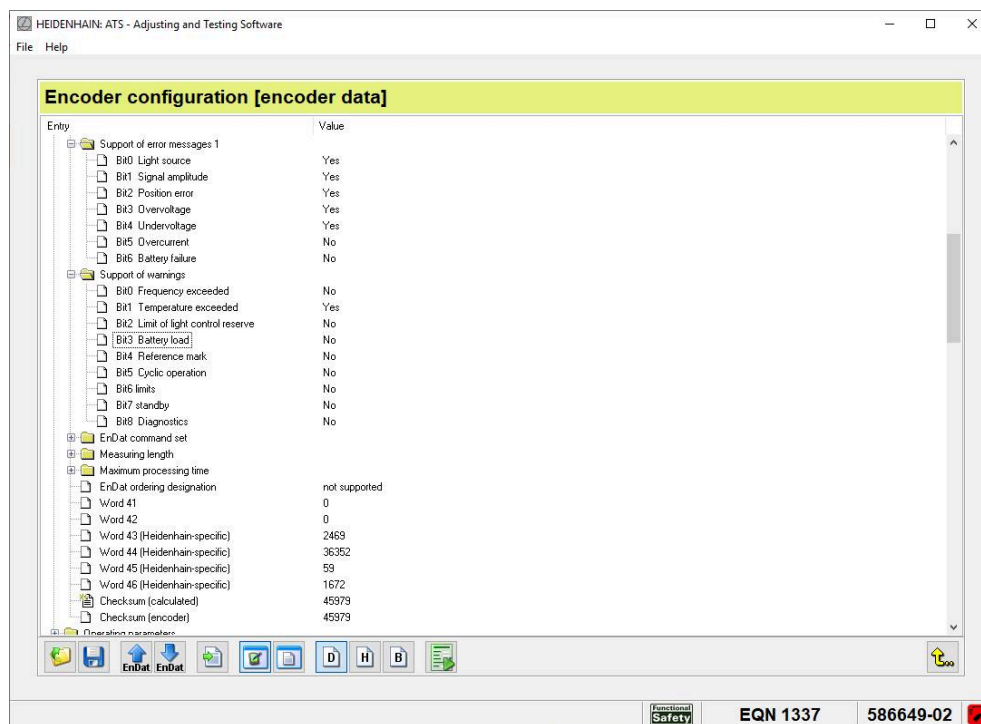 HEIDENHAIN: ATS - Adjusting and Testing Software
File Help
Encoder configuration [encoder data]
Entry Value
Support of error messages 1
Bit0 Light source Yes
Bit1 Signal amplitude Yes
Bit2 Position error Yes
Bit3 Overvoltage Yes
Bit4 Undervoltage Yes
Bit5 Overcurrent No
Bit6 Battery failure No
Support of warnings
Bit0 Frequency exceeded No
Bit1 Temperature exceeded Yes
Bit2 Limit of light control reserve No
Bit3 Battery load No
Bit4 Reference mark No
Bit5 Cyclic operation No
Bit6 limits No
Bit7 standby No
Bit8 Diagnostics No
EnDat command set
Measuring length
Maximum processing time
EnDat ordering designation not supported
Word 41 0
Word 42 0
Word 43 (Heidenhain-specific) 2469
Word 44 (Heidenhain-specific) 36352
Word 45 (Heidenhain-specific) 59
Word 46 (Heidenhain-specific) 1672
Checksum (calculated) 45979
Checksum (encoder) 45979
Operating parameters
EnDat EnDat D H B
Functional Safety EQN 1337 586649-02